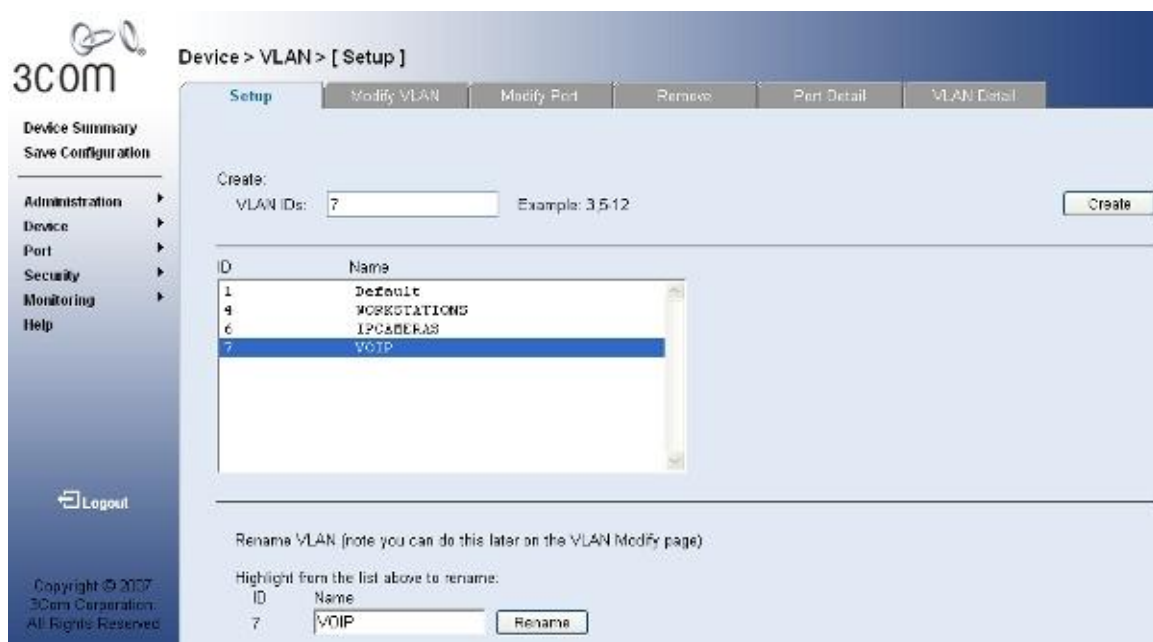 3COM®
Device > VLAN > [ Setup ]
Setup Modify VLAN Modify Port Remove Port Detail VLAN Detail
Device Summary
Save Configuration
Administration
Device
Port
Security
Monitoring
Help
Logout
Copyright © 2007
3Com Corporation.
All Rights Reserved
Create:
VLAN IDs: 7 Example: 3,5-12 Create
ID Name
1 Default
4 WORKSTATIONS
6 IPCAMERAS
7 VOIP
Rename VLAN (note you can do this later on the VLAN Modify page)
Highlight from the list above to rename:
ID Name
7 VOIP Rename